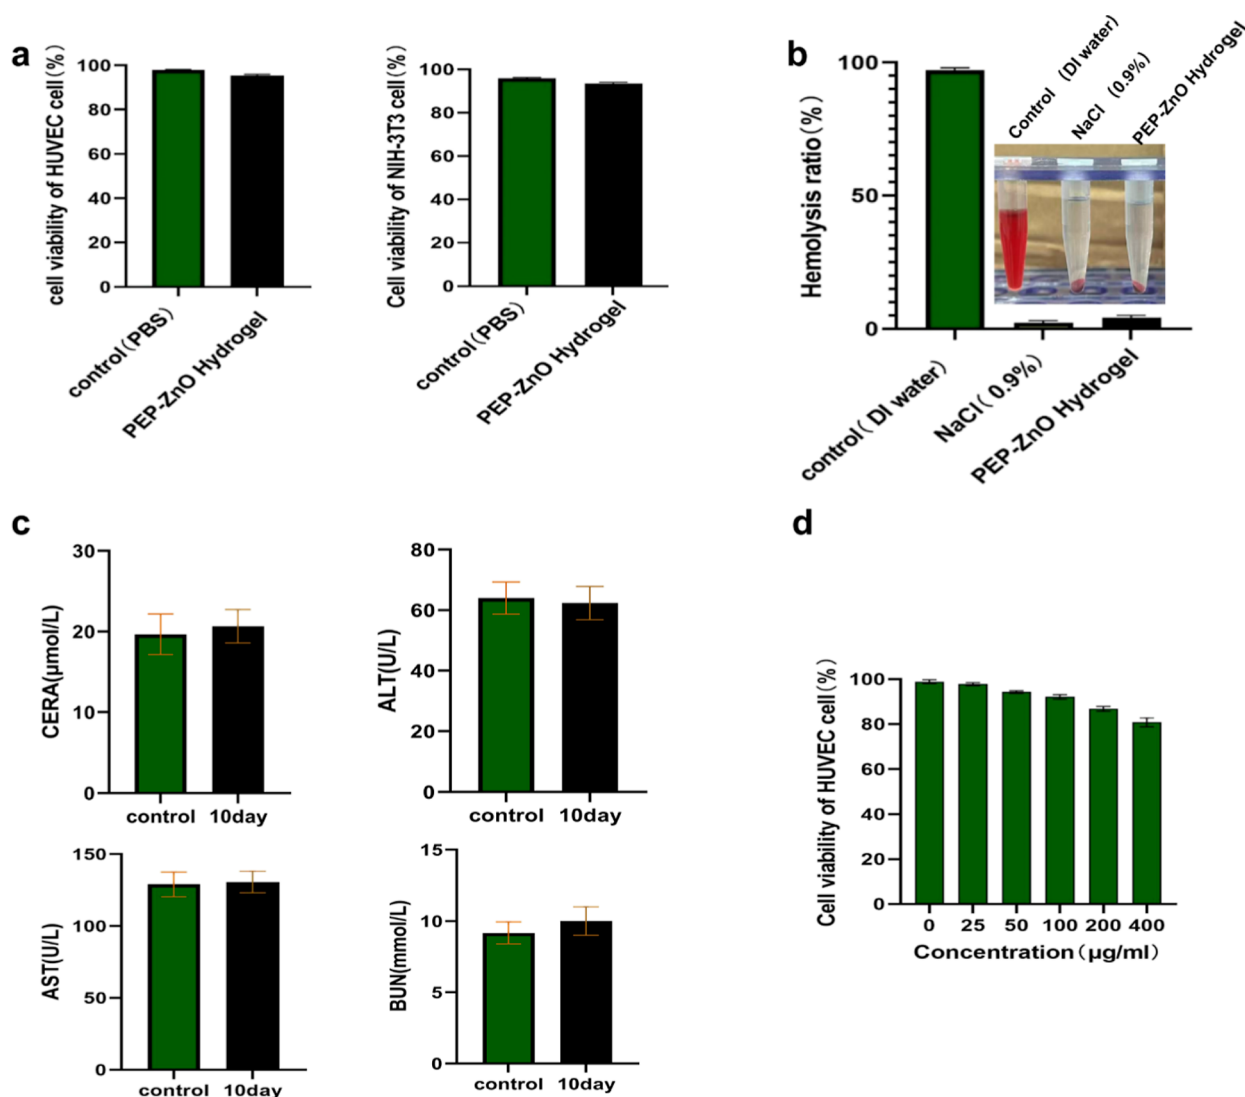 a
cell viability of HUVEC cell(%)
100
80
60
40
20
0
control(PBS)
PEP-ZnO Hydrogel
Cell viability of NIH-3T3 cell(%)
100
80
60
40
20
0
control(PBS)
PEP-ZnO Hydrogel
b
Hemolysis ratio(%)
100
50
0
Control (DI water)
NaCl (0.9%)
PEP-ZnO Hydrogel
control( DI water)
NaCl( 0.9%)
PEP-ZnO Hydrogel
c
CERA(μmol/L)
30
20
10
0
control 10day
ALT(U/L)
80
60
40
20
0
control 10day
AST(U/L)
150
100
50
0
control 10day
BUN(mmol/L)
15
10
5
0
control 10day
d
Cell viability of HUVEC cell(%)
100
80
60
40
20
0
0 25 50 100 200 400
Concentration(μg/ml)